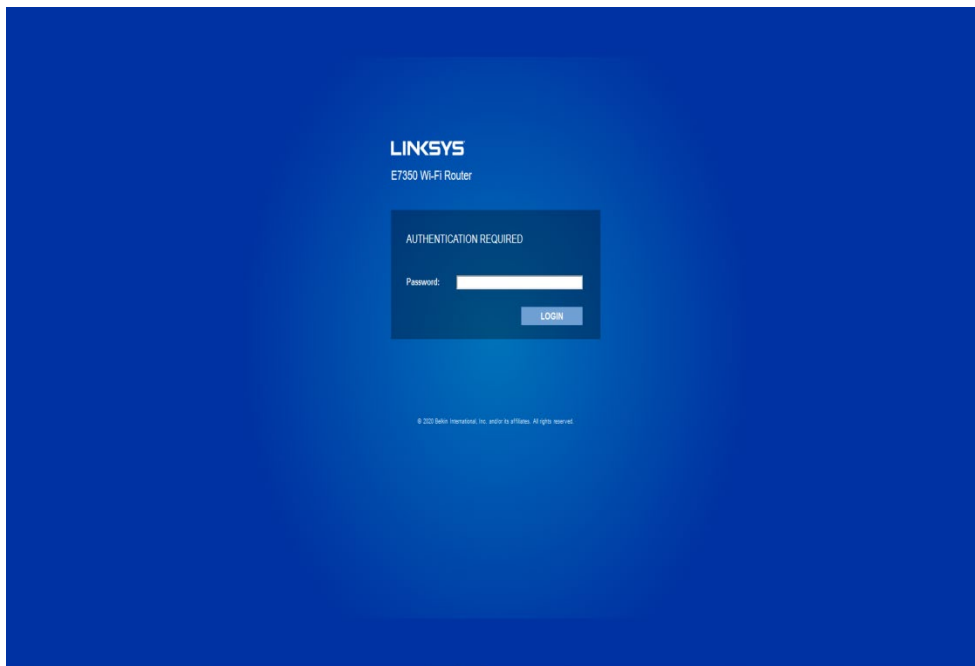 LINKSYS
E7350 Wi-Fi Router
AUTHENTICATION REQUIRED
Password:
LOGIN
© 2020 Belkin International, Inc. and/or its affiliates. All rights reserved.